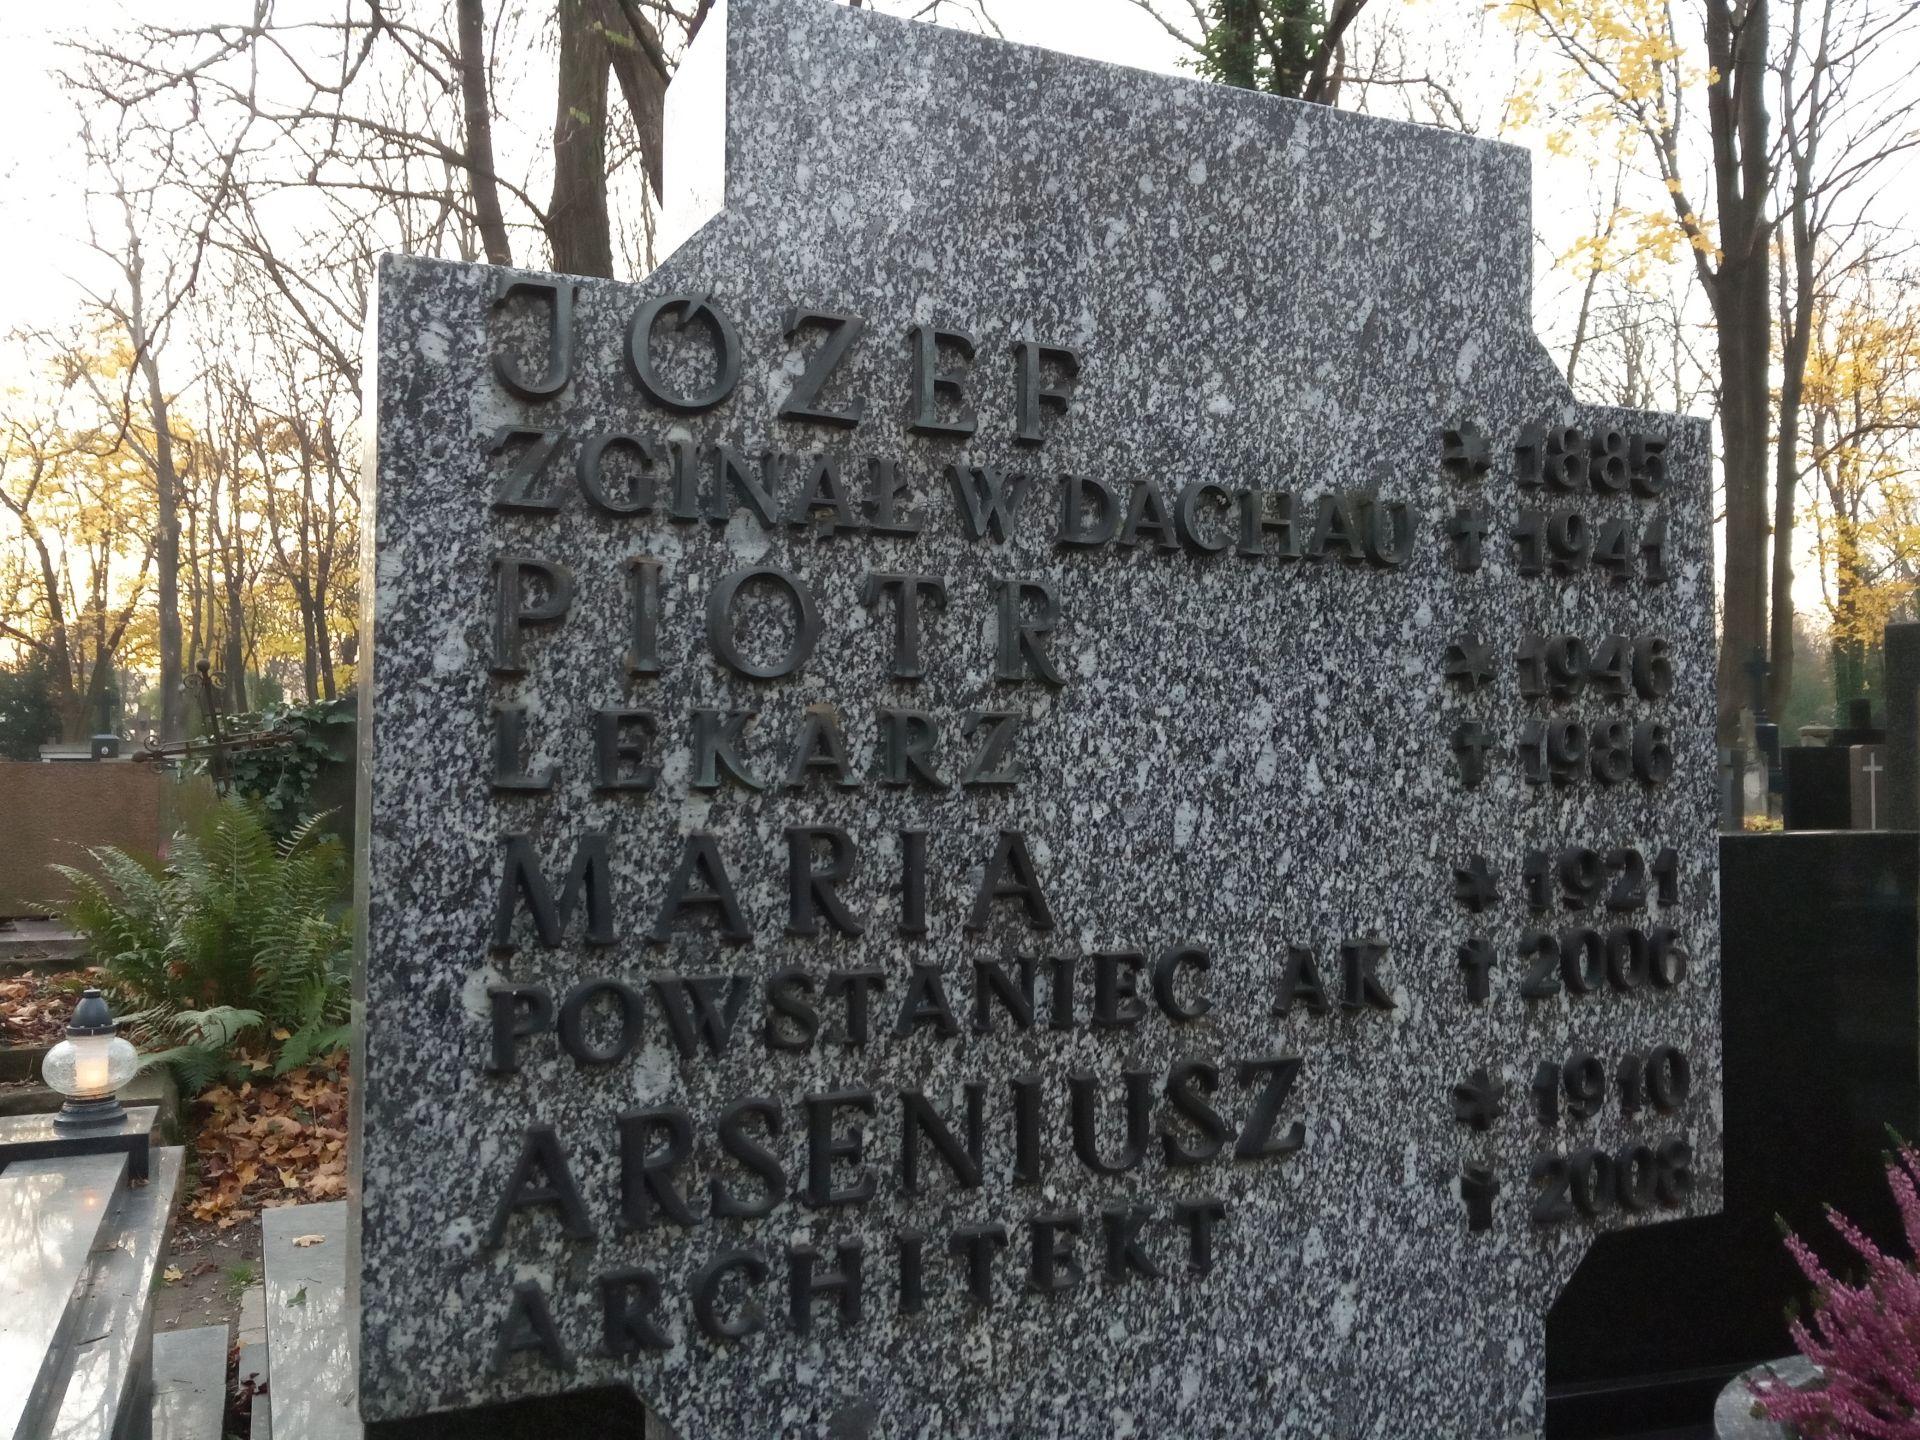 JÓZEF
* 1885
ZGINĄŁ W DACHAU † 1941
PIOTR * 1946
LEKARZ † 1986
MARIA * 1921
POWSTANIEC AK † 2006
ARSENIUSZ * 1910
ARCHITEKT † 2008